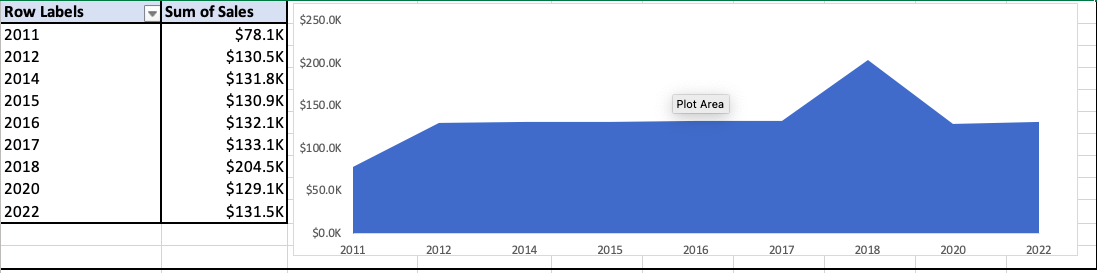 Row Labels Sum of Sales
2011 $78.1K
2012 $130.5K
2014 $131.8K
2015 $130.9K
2016 $132.1K
2017 $133.1K
2018 $204.5K
2020 $129.1K
2022 $131.5K
$250.0K
$200.0K
$150.0K
$100.0K
$50.0K
$0.0K
Plot Area
2011 2012 2014 2015 2016 2017 2018 2020 2022